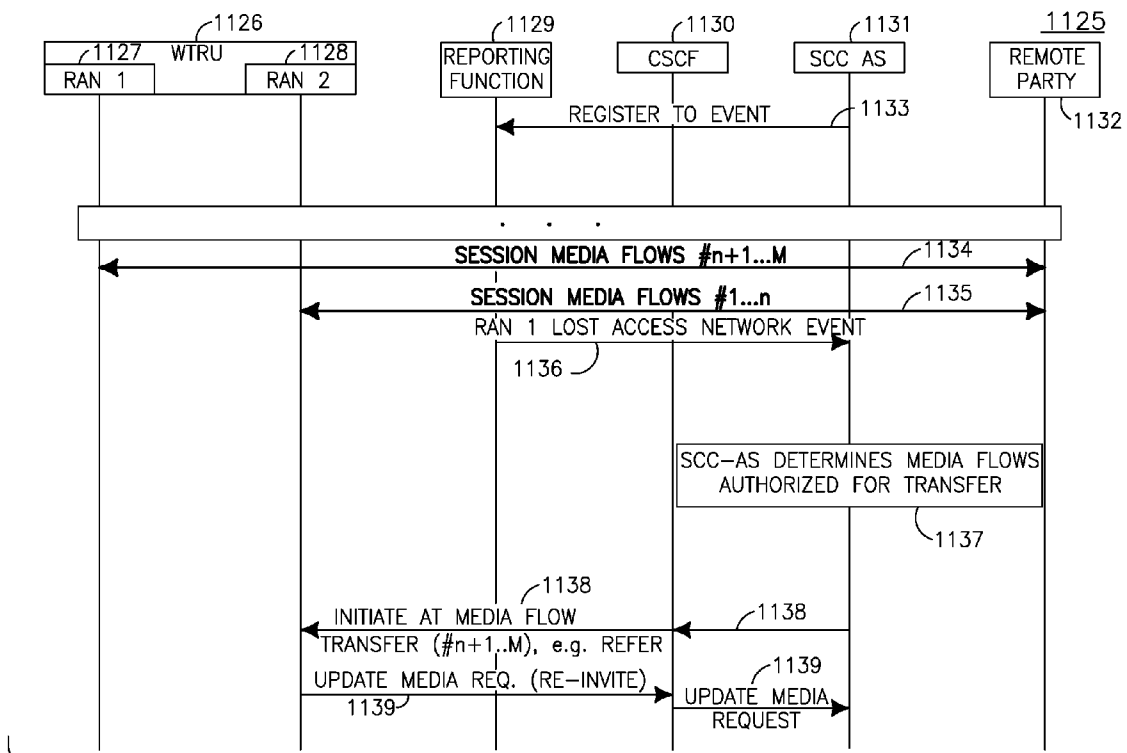 1125
1126
1127
WTRU
1128
RAN 1
RAN 2
1129
REPORTING
FUNCTION
1130
CSCF
1131
SCC AS
REMOTE
PARTY
1132
REGISTER TO EVENT
1133
. . .
SESSION MEDIA FLOWS #n+1...M
1134
SESSION MEDIA FLOWS #1...n
1135
RAN 1 LOST ACCESS NETWORK EVENT
1136
SCC-AS DETERMINES MEDIA FLOWS
AUTHORIZED FOR TRANSFER
1137
1138
INITIATE AT MEDIA FLOW
TRANSFER (#n+1..M), e.g. REFER
1138
UPDATE MEDIA REQ. (RE-INVITE)
1139
1139
UPDATE MEDIA
REQUEST